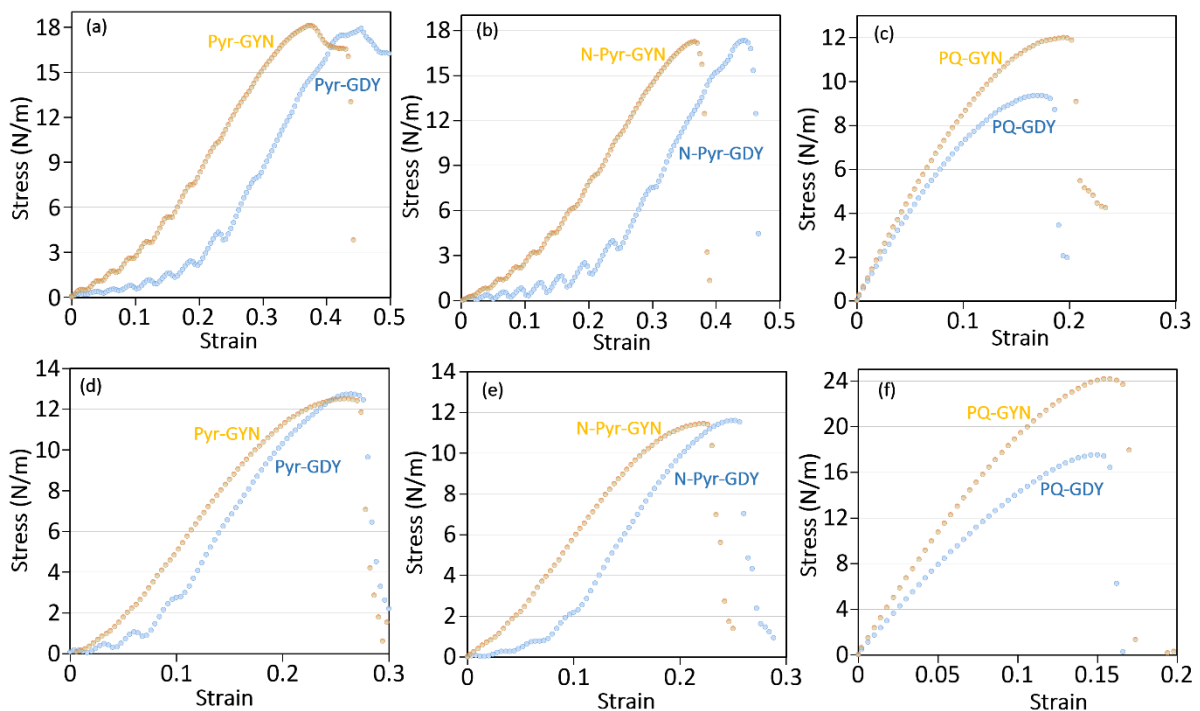 (a)
Pyr-GYN
Pyr-GDY
Stress (N/m)
18
15
12
9
6
3
0
0 0.1 0.2 0.3 0.4 0.5
Strain
(b)
N-Pyr-GYN
N-Pyr-GDY
Stress (N/m)
18
15
12
9
6
3
0
0 0.1 0.2 0.3 0.4 0.5
Strain
(c)
PQ-GYN
PQ-GDY
Stress (N/m)
12
10
8
6
4
2
0
0 0.1 0.2 0.3
Strain
(d)
Pyr-GYN
Pyr-GDY
Stress (N/m)
14
12
10
8
6
4
2
0
0 0.1 0.2 0.3
Strain
(e)
N-Pyr-GYN
N-Pyr-GDY
Stress (N/m)
14
12
10
8
6
4
2
0
0 0.1 0.2 0.3
Strain
(f)
PQ-GYN
PQ-GDY
Stress (N/m)
24
20
16
12
8
4
0
0 0.05 0.1 0.15 0.2
Strain